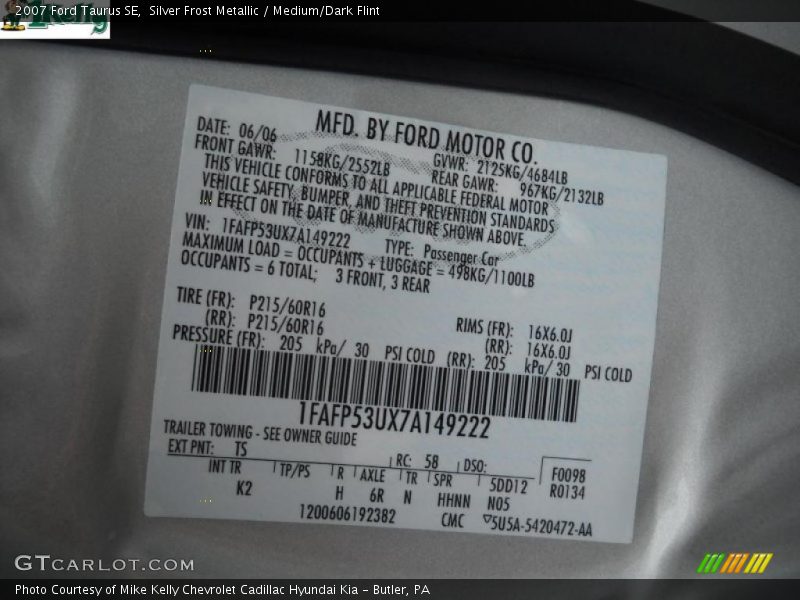 2007 Ford Taurus SE, Silver Frost Metallic / Medium/Dark Flint
MFD. BY FORD MOTOR CO.
DATE: 06/06 GVWR: 2125KG/4684LB
FRONT GAWR: 1158KG/2552LB REAR GAWR: 967KG/2132LB
THIS VEHICLE CONFORMS TO ALL APPLICABLE FEDERAL MOTOR
VEHICLE SAFETY, BUMPER, AND THEFT PREVENTION STANDARDS
IN EFFECT ON THE DATE OF MANUFACTURE SHOWN ABOVE.
VIN: 1FAFP53UX7A149222 TYPE: Passenger Car
MAXIMUM LOAD = OCCUPANTS + LUGGAGE = 498KG/1100LB
OCCUPANTS = 6 TOTAL; 3 FRONT, 3 REAR
TIRE (FR): P215/60R16 RIMS (FR): 16X6.0J
(RR): P215/60R16 (RR): 16X6.0J
PRESSURE (FR): 205 kPa/ 30 PSI COLD (RR): 205 kPa/ 30 PSI COLD
1FAFP53UX7A149222
TRAILER TOWING - SEE OWNER GUIDE
EXT PNT: TS RC: 58 DSO: F0098
INT TR TP/PS R AXLE TR SPR 5DD12 R0134
K2 H 6R N HHNN N05
1200606192382 CMC 5U5A-5420472-AA
GTCARLOT.COM
Photo Courtesy of Mike Kelly Chevrolet Cadillac Hyundai Kia - Butler, PA